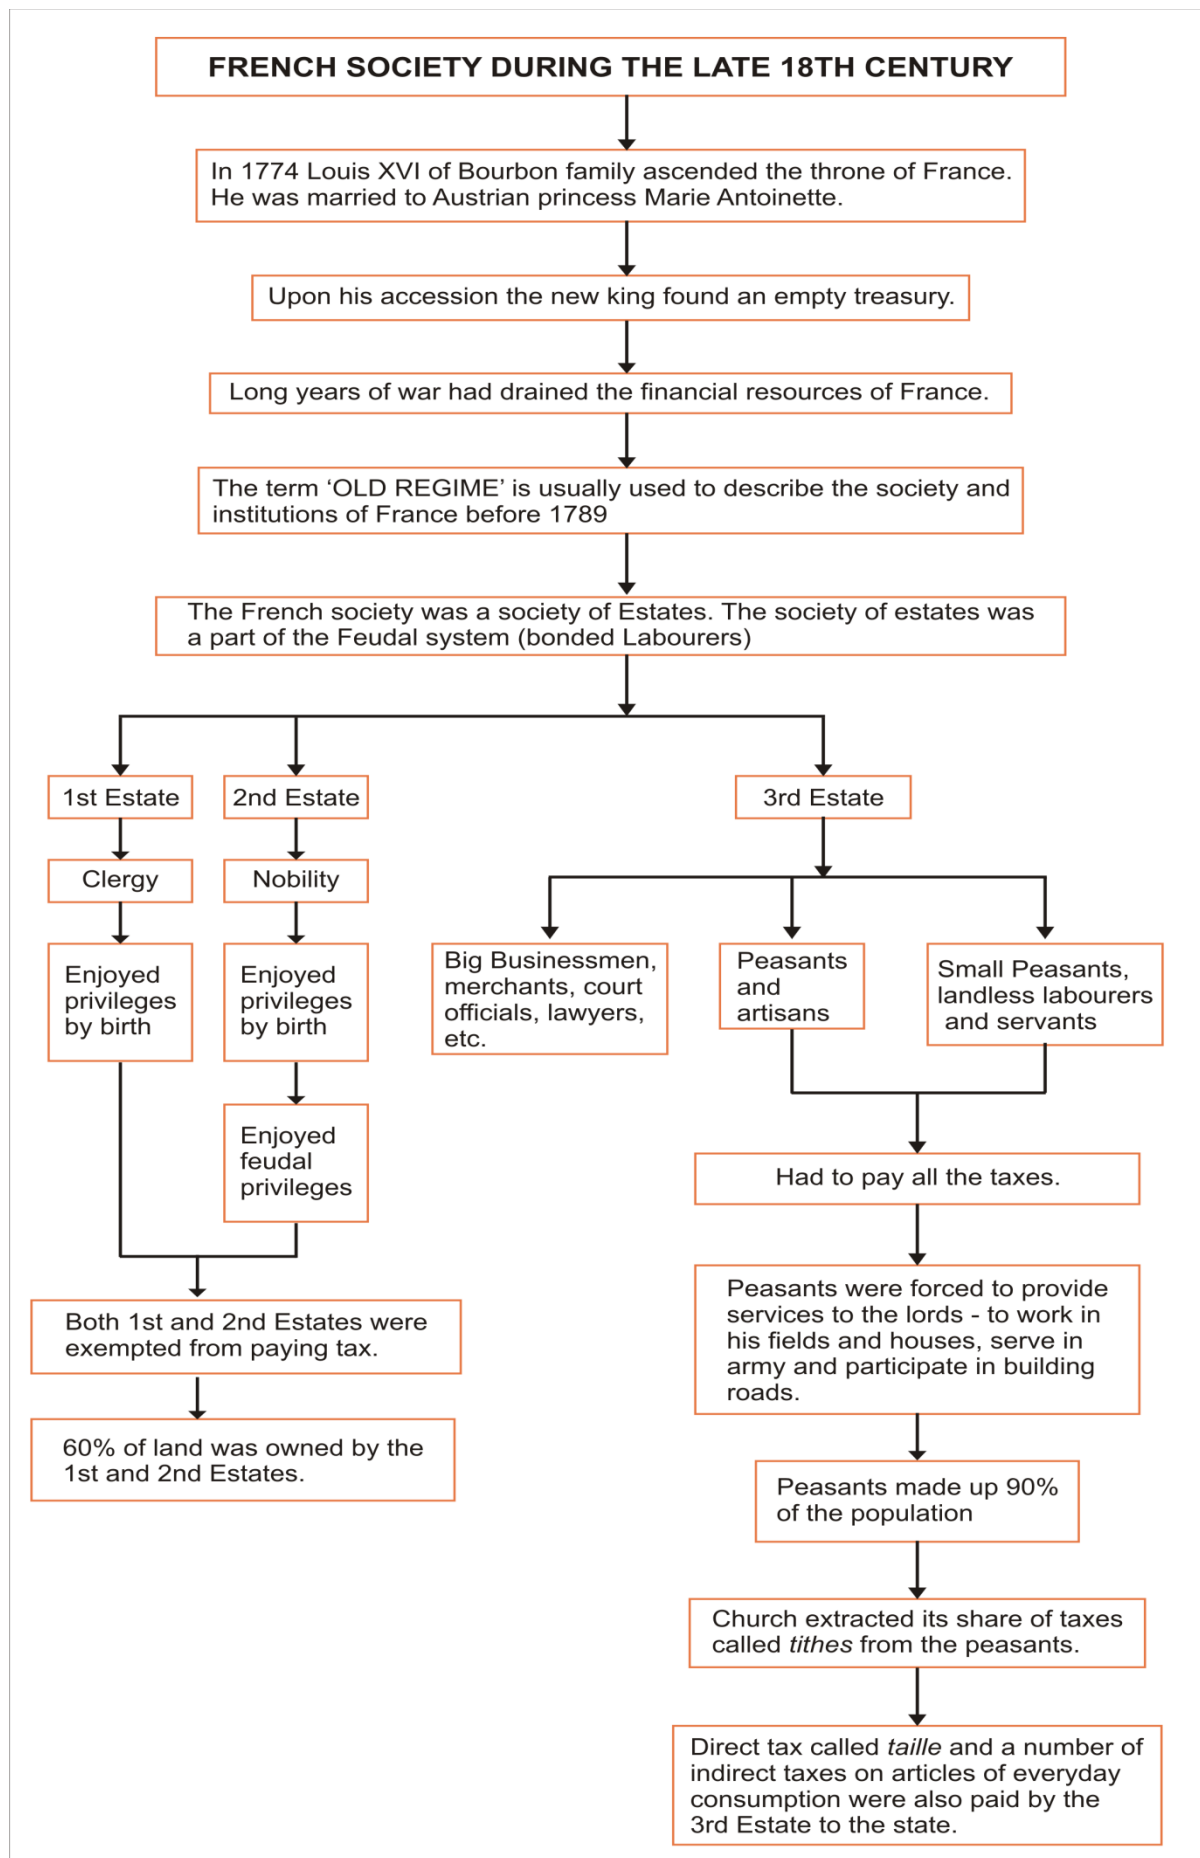 FRENCH SOCIETY DURING THE LATE 18TH CENTURY
In 1774 Louis XVI of Bourbon family ascended the throne of France.
He was married to Austrian princess Marie Antoinette.
Upon his accession the new king found an empty treasury.
Long years of war had drained the financial resources of France.
The term ‘OLD REGIME’ is usually used to describe the society and
institutions of France before 1789
The French society was a society of Estates. The society of estates was
a part of the Feudal system (bonded Labourers)
1st Estate
2nd Estate
3rd Estate
Clergy
Nobility
Enjoyed
privileges
by birth
Enjoyed
privileges
by birth
Big Businessmen,
merchants, court
officials, lawyers,
etc.
Peasants
and
artisans
Small Peasants,
landless labourers
and servants
Enjoyed
feudal
privileges
Had to pay all the taxes.
Both 1st and 2nd Estates were
exempted from paying tax.
Peasants were forced to provide
services to the lords - to work in
his fields and houses, serve in
army and participate in building
roads.
60% of land was owned by the
1st and 2nd Estates.
Peasants made up 90%
of the population
Church extracted its share of taxes
called tithes from the peasants.
Direct tax called taille and a number of
indirect taxes on articles of everyday
consumption were also paid by the
3rd Estate to the state.